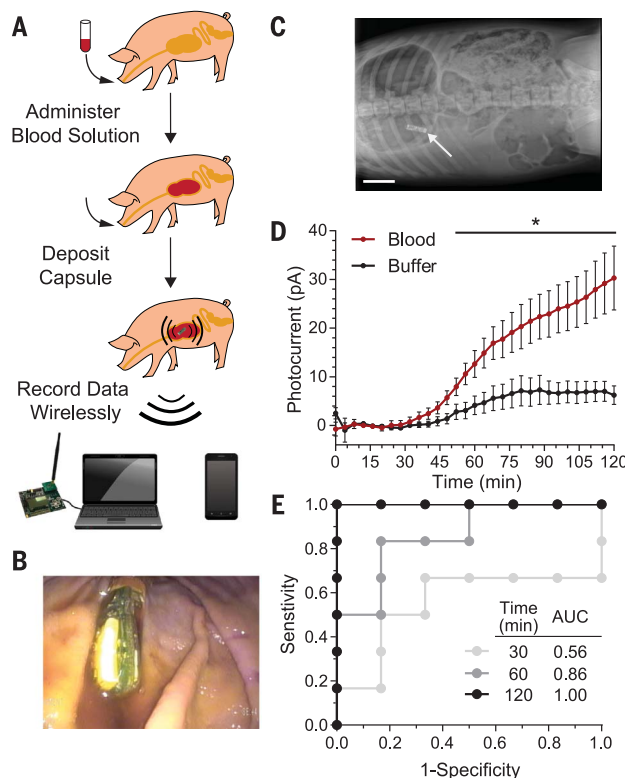 A
Administer
Blood Solution
Deposit
Capsule
Record Data
Wirelessly
B
C
D
*
Blood
Buffer
40
30
20
10
0
Photocurrent (pA)
0 15 30 45 60 75 90 105 120
Time (min)
E
1.0
0.8
0.6
0.4
0.2
0.0
Senstivity
Time
(min) AUC
30 0.56
60 0.86
120 1.00
0.0 0.2 0.4 0.6 0.8 1.0
1-Specificity